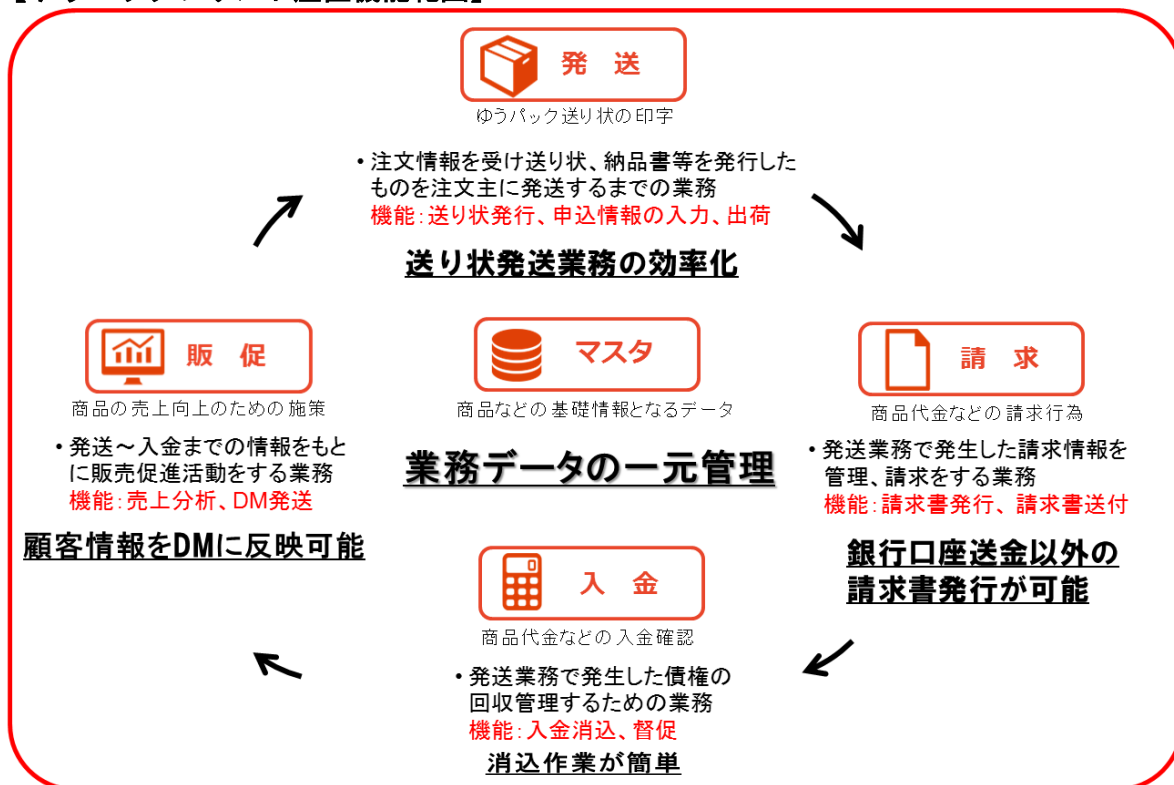 発 送
ゆうパック送り状の印字
・注文情報を受け送り状、納品書等を発行した
ものを注文主に発送するまでの業務
機能：送り状発行、申込情報の入力、出荷
送り状発送業務の効率化
販 促
商品の売上向上のための施策
・発送～入金までの情報をもと
に販売促進活動をする業務
機能：売上分析、DM発送
顧客情報をDMに反映可能
マスタ
商品などの基礎情報となるデータ
業務データの一元管理
請 求
商品代金などの請求行為
・発送業務で発生した請求情報を
管理、請求をする業務
機能：請求書発行、請求書送付
銀行口座送金以外の
請求書発行が可能
入 金
商品代金などの入金確認
・発送業務で発生した債権の
回収管理するための業務
機能：入金消込、督促
消込作業が簡単